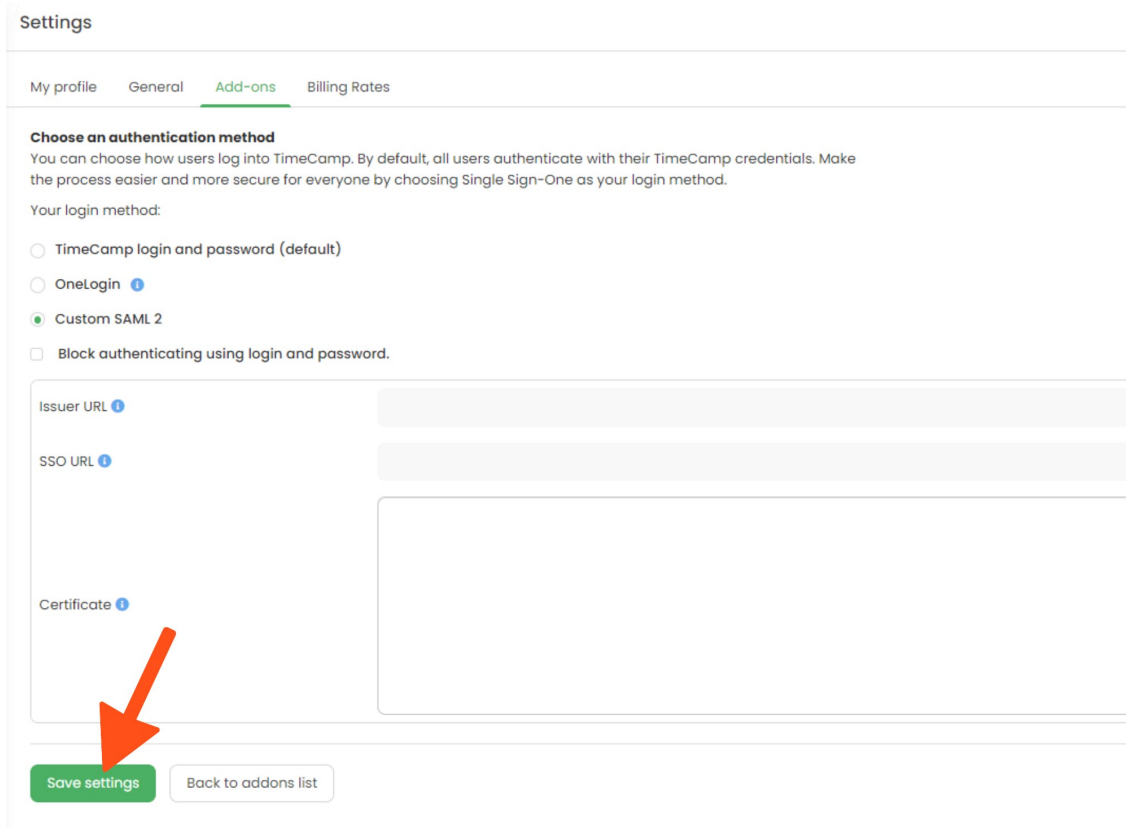 Settings
My profile General Add-ons Billing Rates
Choose an authentication method
You can choose how users log into TimeCamp. By default, all users authenticate with their TimeCamp credentials. Make
the process easier and more secure for everyone by choosing Single Sign-One as your login method.
Your login method:
TimeCamp login and password (default)
OneLogin
Custom SAML 2
Block authenticating using login and password.
Issuer URL
SSO URL
Certificate
Save settings Back to addons list